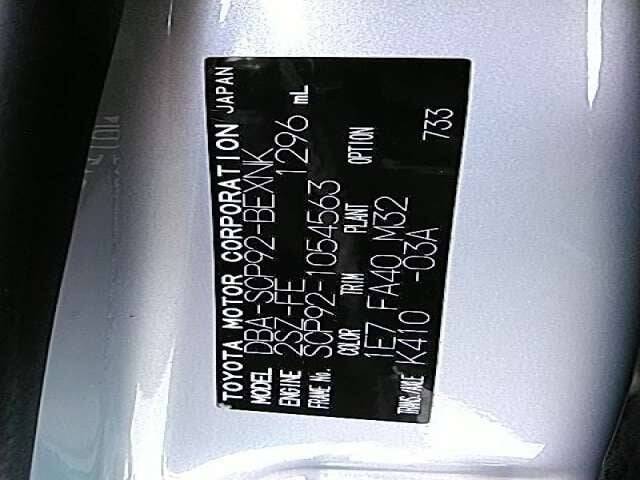 TOYOTA MOTOR CORPORATION JAPAN
MODEL DBA-SCP92-BEXNK
ENGINE 2SZ-FE 1296 mL
FRAME No. SCP92-1054563
COLOR TRIM PLANT OPTION
1E7 FA40 M32
TRANS/AXLE K410 -03A 733